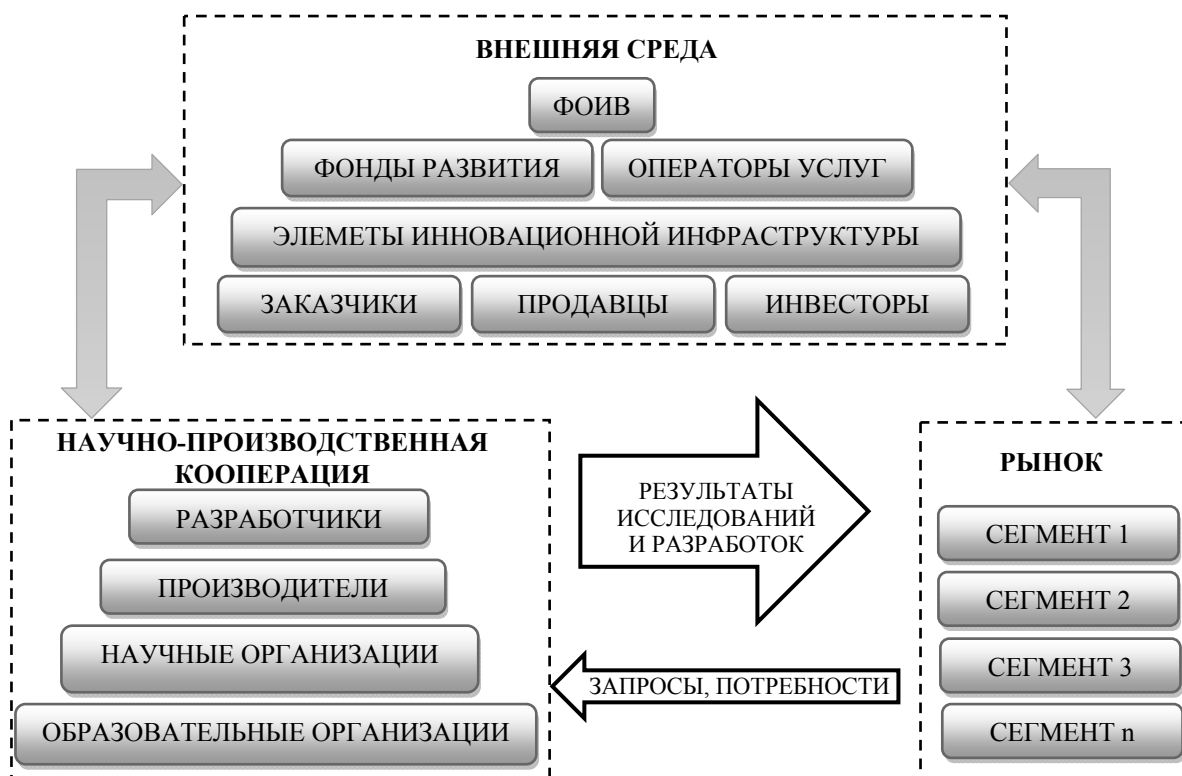 ВНЕШНЯЯ СРЕДА
ФОИВ
ФОНДЫ РАЗВИТИЯ
ОПЕРАТОРЫ УСЛУГ
ЭЛЕМЕТЫ ИННОВАЦИОННОЙ ИНФРАСТРУКТУРЫ
ЗАКАЗЧИКИ
ПРОДАВЦЫ
ИНВЕСТОРЫ
НАУЧНО-ПРОИЗВОДСТВЕННАЯ
КООПЕРАЦИЯ
РАЗРАБОТЧИКИ
ПРОИЗВОДИТЕЛИ
НАУЧНЫЕ ОРГАНИЗАЦИИ
ОБРАЗОВАТЕЛЬНЫЕ ОРГАНИЗАЦИИ
РЕЗУЛЬТАТЫ
ИССЛЕДОВАНИЙ
И РАЗРАБОТОК
ЗАПРОСЫ, ПОТРЕБНОСТИ
РЫНОК
СЕГМЕНТ 1
СЕГМЕНТ 2
СЕГМЕНТ 3
СЕГМЕНТ n